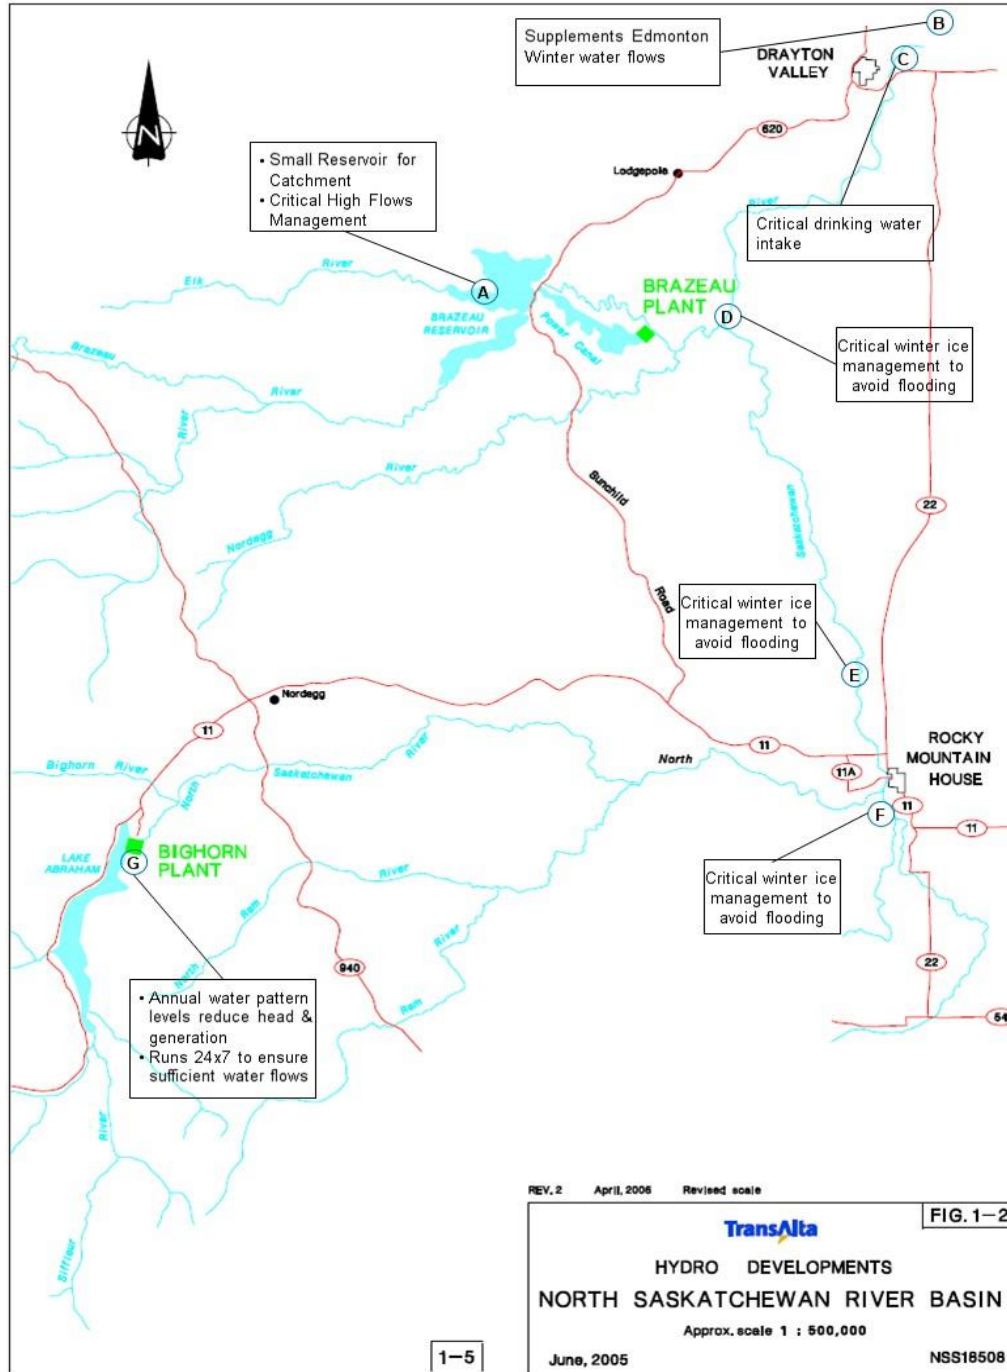 B
Supplements Edmonton
Winter water flows
DRAYTON
VALLEY
C
620
Lodgepole
• Small Reservoir for
Catchment
• Critical High Flows
Management
N
River
Critical drinking water
intake
Elk
River
A
BRAZEAU
RESERVOIR
Power Canal
BRAZEAU
PLANT
D
Critical winter ice
management to
avoid flooding
Brazeau
River
River
River
Nordegg
Sunchild
Road
Saskatchewan
22
Critical winter ice
management to
avoid flooding
E
Nordegg
11
11
11A
ROCKY
MOUNTAIN
HOUSE
11
11
F
Bighorn River
North
Saskatchewan
River
North
LAKE
ABRAHAM
G
BIGHORN
PLANT
River
North
Ram
River
Ram
Critical winter ice
management to
avoid flooding
940
22
54
• Annual water pattern
levels reduce head &
generation
• Runs 24x7 to ensure
sufficient water flows
River
Siffleur
REV. 2 April, 2006 Revised scale
FIG. 1-2
TransAlta
HYDRO DEVELOPMENTS
NORTH SASKATCHEWAN RIVER BASIN
Approx. scale 1 : 500,000
1-5
June, 2005
NSS18508